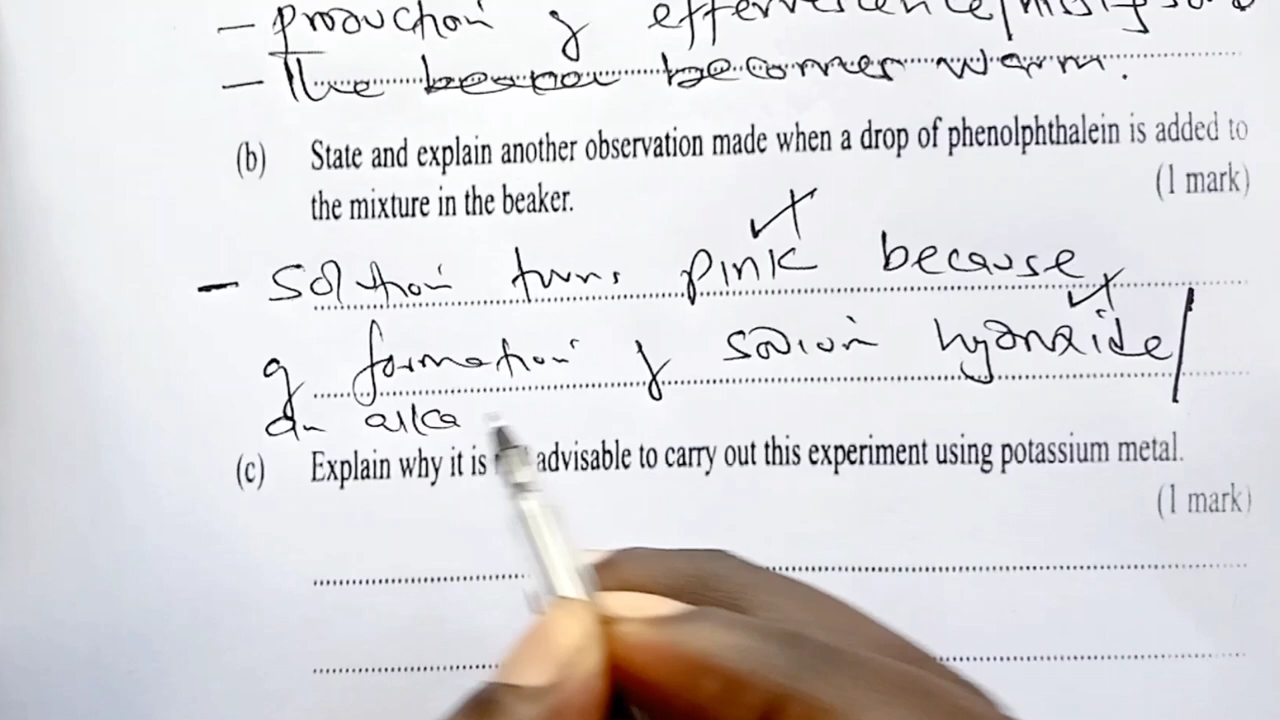 - Production of effervescence/hissing sound
- The beaker becomes warm.
(b) State and explain another observation made when a drop of phenolphthalein is added to
the mixture in the beaker.
(1 mark)
- Solution turns pink because
of formation of sodium hydroxide/
an alka
(c) Explain why it is advisable to carry out this experiment using potassium metal.
(1 mark)